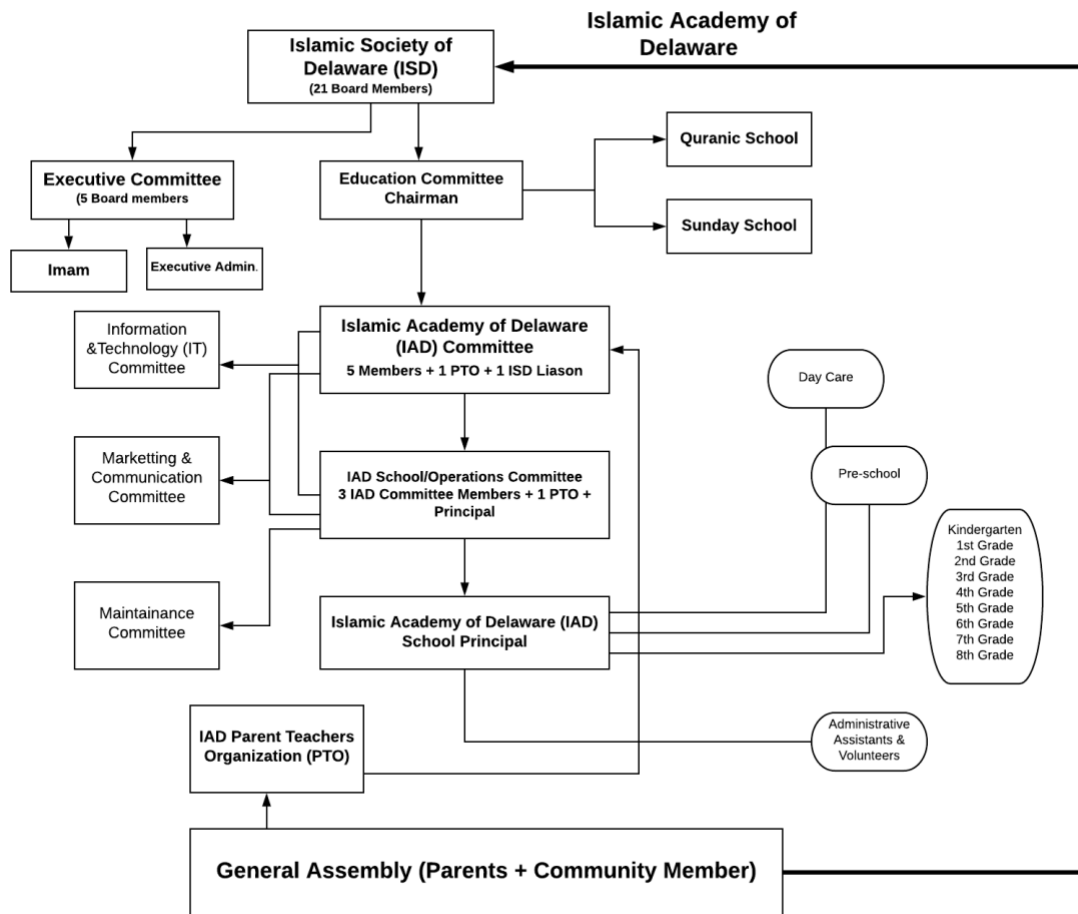 Islamic Academy of
Delaware
Islamic Society of
Delaware (ISD)
(21 Board Members)
Executive Committee
(5 Board members
Imam
Executive Admin.
Education Committee
Chairman
Quranic School
Sunday School
Information
&Technology (IT)
Committee
Marketting &
Communication
Committee
Maintainance
Committee
Islamic Academy of Delaware
(IAD) Committee
5 Members + 1 PTO + 1 ISD Liason
IAD School/Operations Committee
3 IAD Committee Members + 1 PTO +
Principal
Islamic Academy of Delaware (IAD)
School Principal
Day Care
Pre-school
Kindergarten
1st Grade
2nd Grade
3rd Grade
4th Grade
5th Grade
6th Grade
7th Grade
8th Grade
Administrative
Assistants &
Volunteers
IAD Parent Teachers
Organization (PTO)
General Assembly (Parents + Community Member)